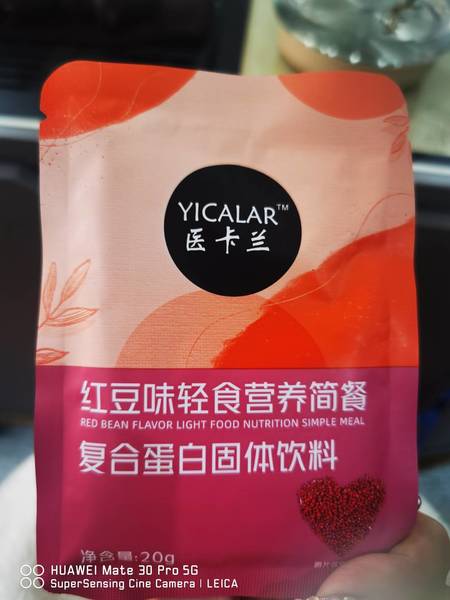 YICALAR™
医卡兰
红豆味轻食营养简餐
RED BEAN FLAVOR LIGHT FOOD NUTRITION SIMPLE MEAL
复合蛋白固体饮料
净含量:20g
HUAWEI Mate 30 Pro 5G
SuperSensing Cine Camera | LEICA